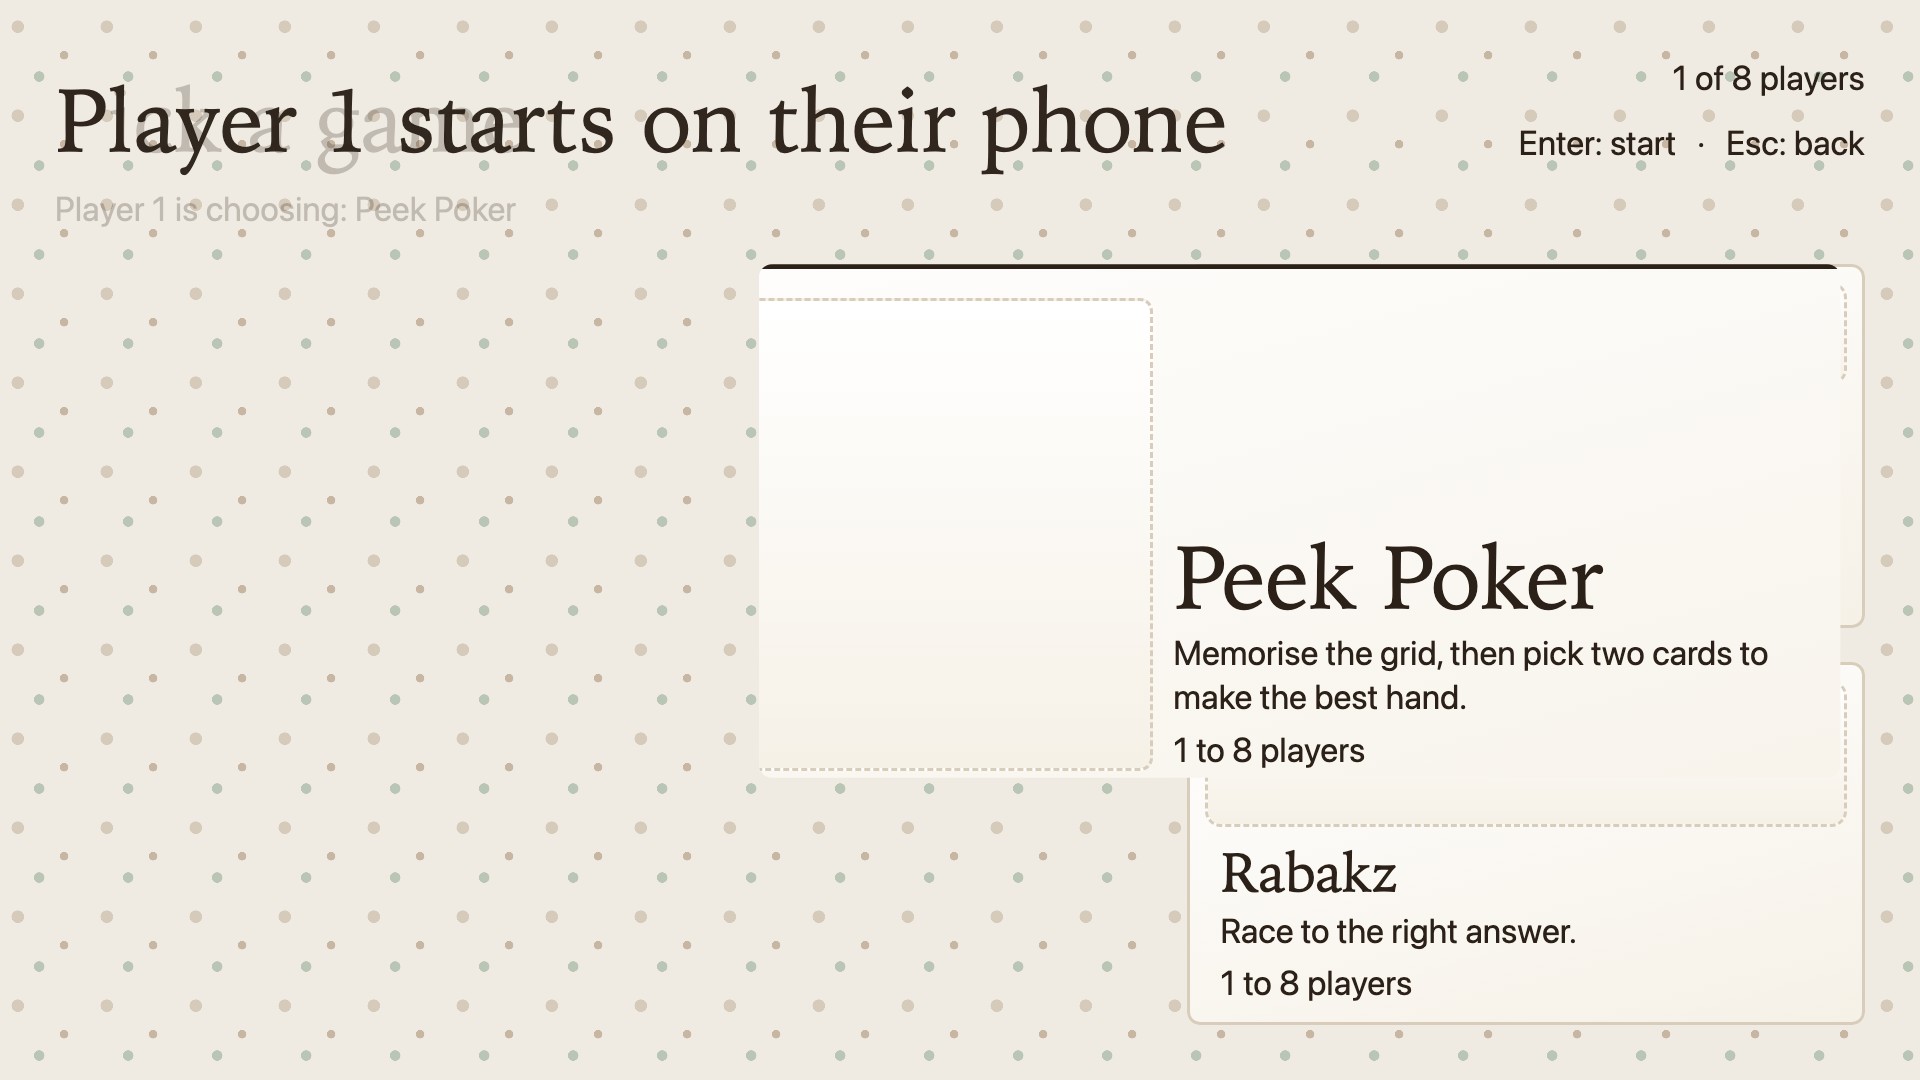 Player 1 starts on their phone
a game
1 of 8 players
Enter: start · Esc: back
Player 1 is choosing: Peek Poker
Peek Poker
Memorise the grid, then pick two cards to
make the best hand.
1 to 8 players
Rabakz
Race to the right answer.
1 to 8 players